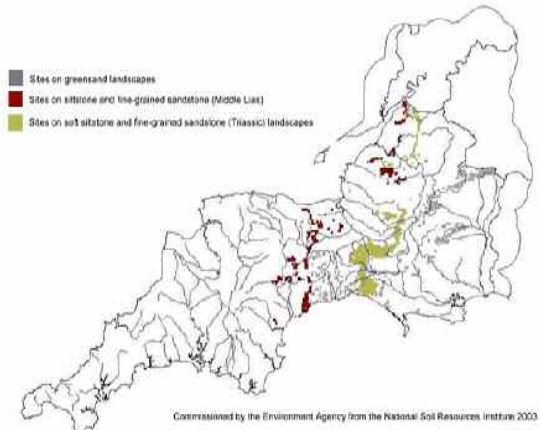 Sites on greensand landscapes
Sites on siltstone and fine-grained sandstone (Middle Lias)
Sites on soft siltstone and fine-grained sandstone (Triassic) landscapes
Commissioned by the Environment Agency from the National Soil Resources Institute 2003